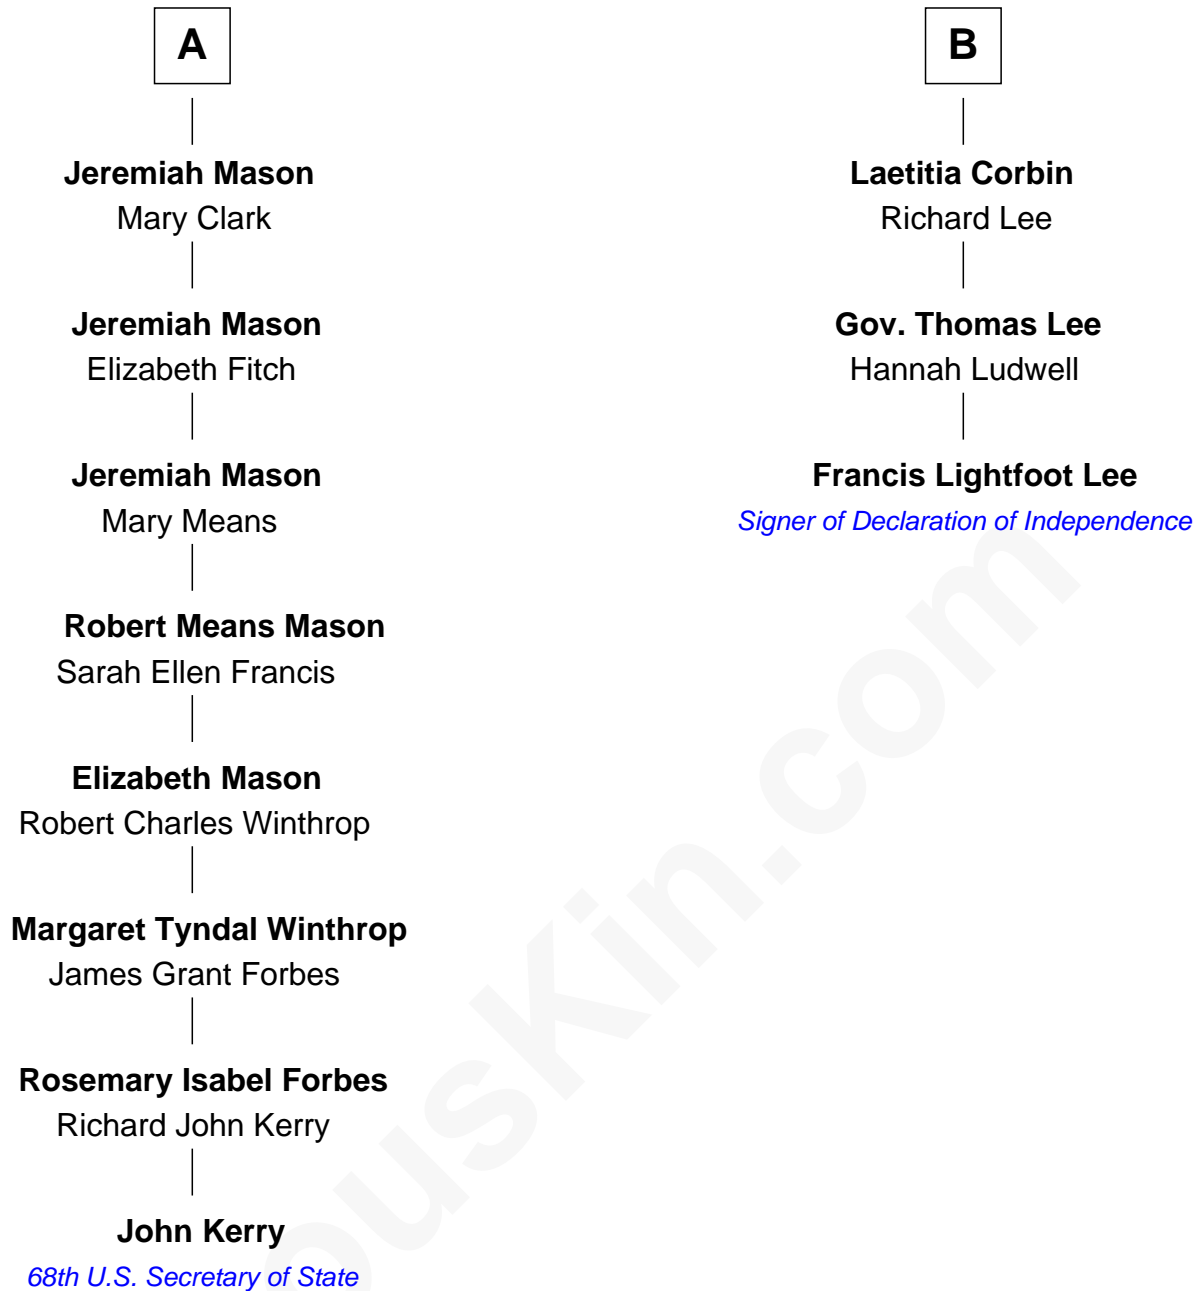 A
Jeremiah Mason
Mary Clark
Jeremiah Mason
Elizabeth Fitch
Jeremiah Mason
Mary Means
Robert Means Mason
Sarah Ellen Francis
Elizabeth Mason
Robert Charles Winthrop
Margaret Tyndal Winthrop
James Grant Forbes
Rosemary Isabel Forbes
Richard John Kerry
John Kerry
68th U.S. Secretary of State
B
Laetitia Corbin
Richard Lee
Gov. Thomas Lee
Hannah Ludwell
Francis Lightfoot Lee
Signer of Declaration of Independence
ousKin.com